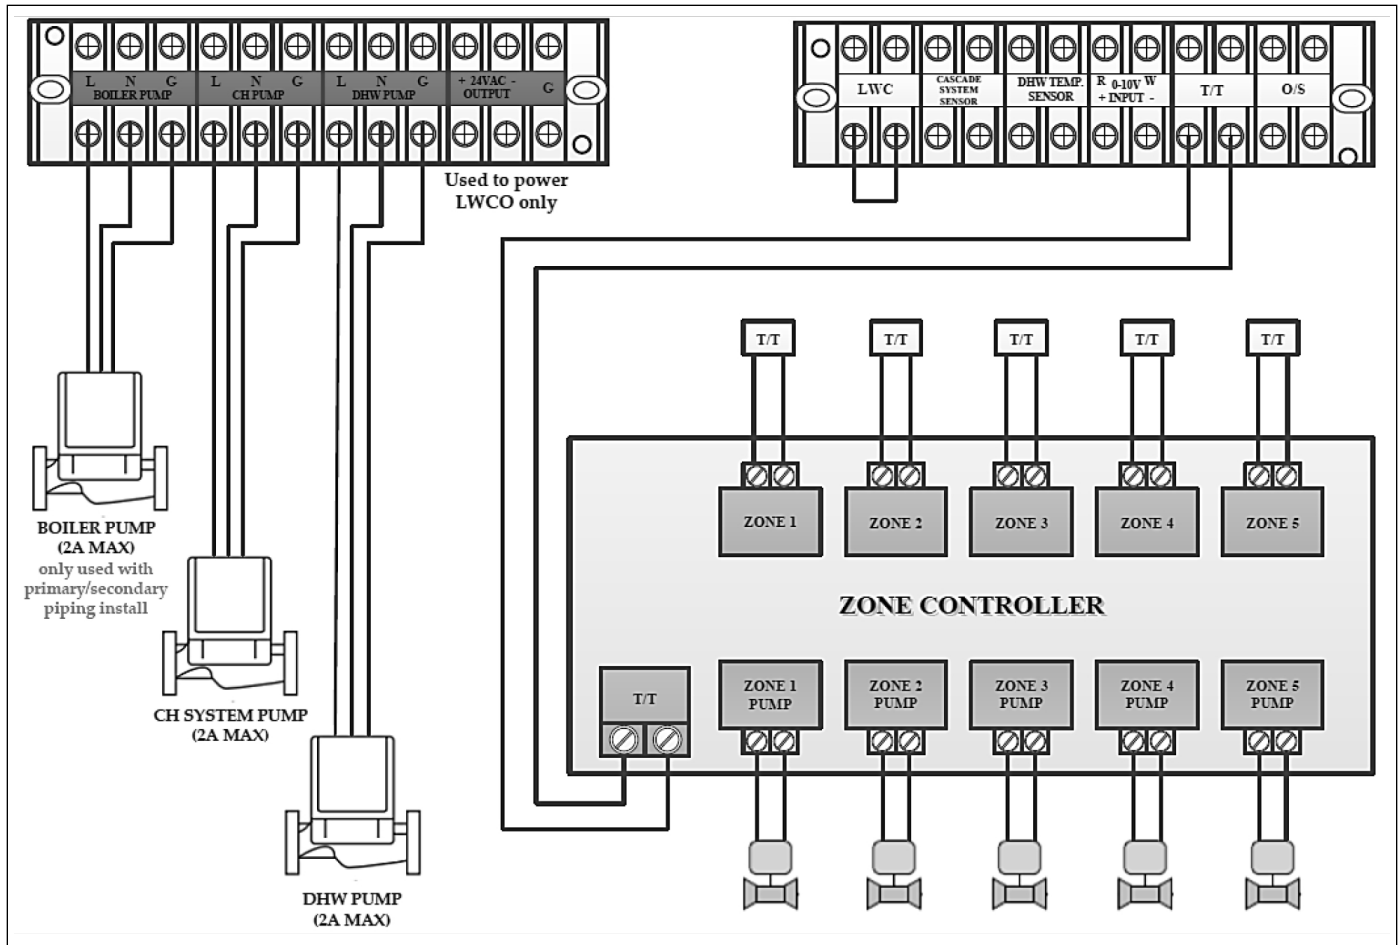 L N G L N G L N G + 24VAC - G
BOILER PUMP CH PUMP DHW PUMP OUTPUT
Used to power
LWCO only
LWC
CASCADE
SYSTEM
SENSOR
DHW TEMP.
SENSOR
R 0-10V W
+ INPUT -
T/T
O/S
T/T T/T T/T T/T T/T
ZONE 1 ZONE 2 ZONE 3 ZONE 4 ZONE 5
ZONE CONTROLLER
T/T
ZONE 1
PUMP
ZONE 2
PUMP
ZONE 3
PUMP
ZONE 4
PUMP
ZONE 5
PUMP
BOILER PUMP
(2A MAX)
only used with
primary/secondary
piping install
CH SYSTEM PUMP
(2A MAX)
DHW PUMP
(2A MAX)